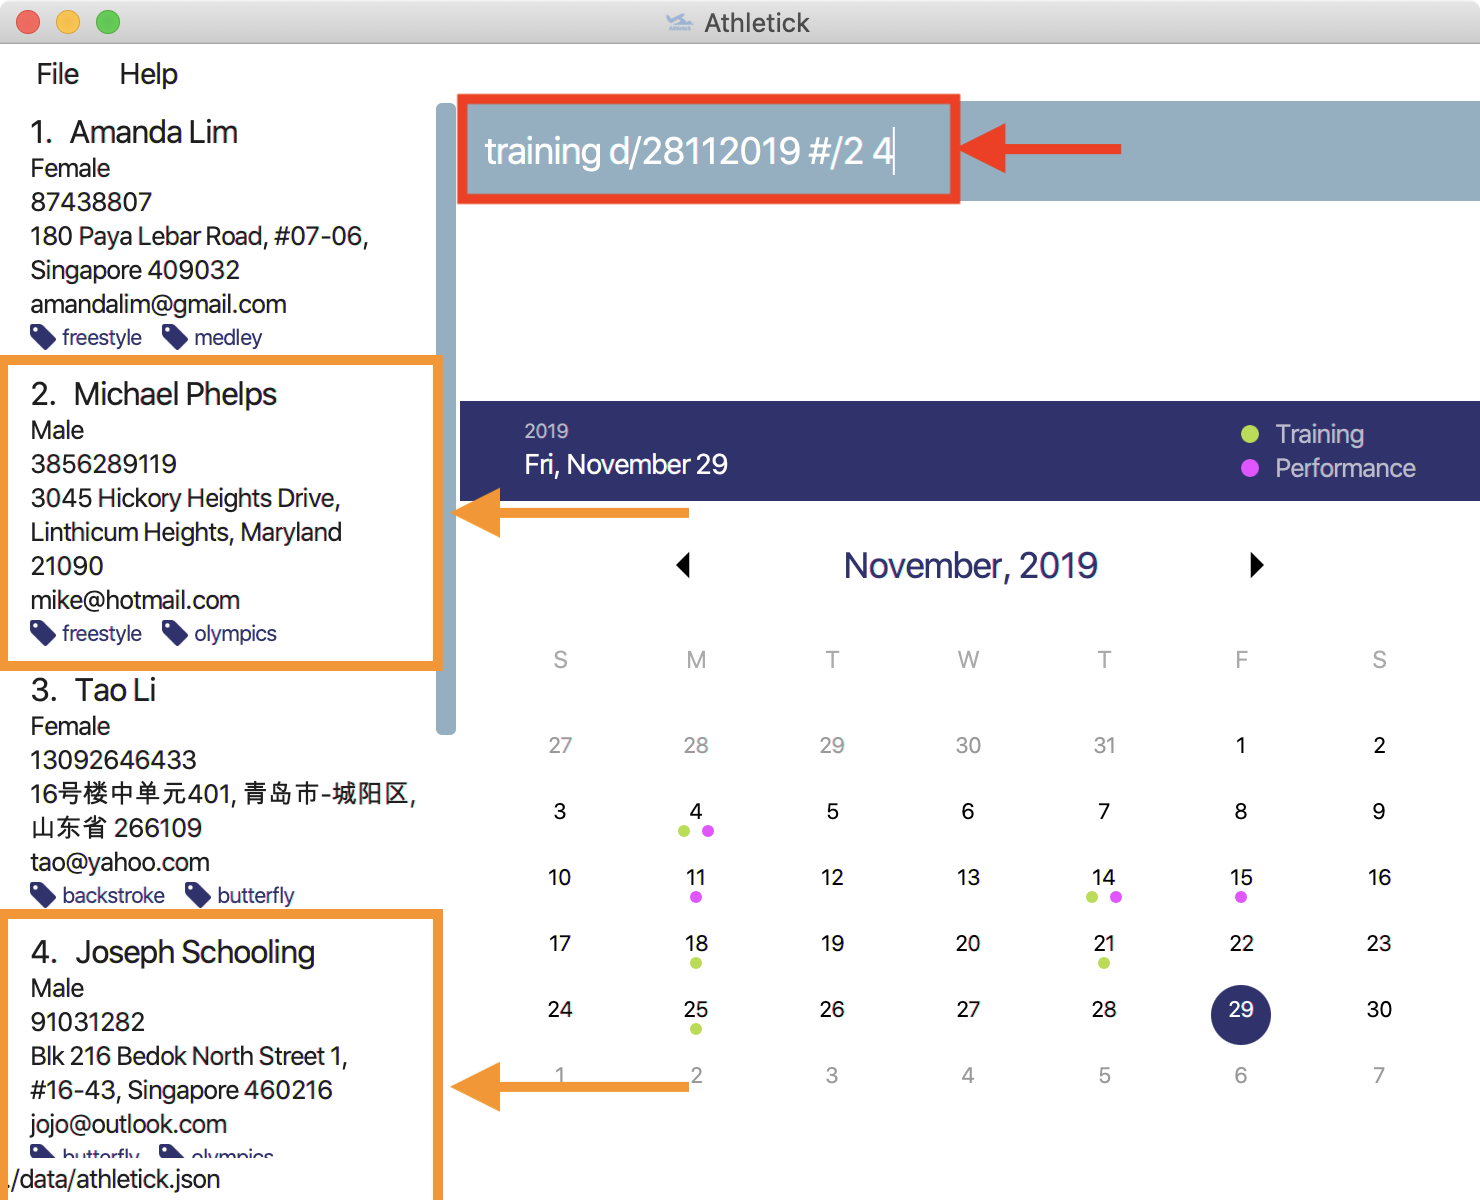 Athletick
File Help
1. Amanda Lim
Female
87438807
180 Paya Lebar Road, #07-06,
Singapore 409032
amandalim@gmail.com
freestyle medley
2. Michael Phelps
Male
3856289119
3045 Hickory Heights Drive,
Linthicum Heights, Maryland
21090
mike@hotmail.com
freestyle olympics
3. Tao Li
Female
13092646433
16号楼中单元401, 青岛市-城阳区,
山东省 266109
tao@yahoo.com
backstroke butterfly
4. Joseph Schooling
Male
91031282
Blk 216 Bedok North Street 1,
#16-43, Singapore 460216
jojo@outlook.com
butterfly olympics
./data/athletick.json
training d/28112019 #/2 4
2019
Fri, November 29
Training
Performance
November, 2019
S M T W T F S
27 28 29 30 31 1 2
3 4 5 6 7 8 9
10 11 12 13 14 15 16
17 18 19 20 21 22 23
24 25 26 27 28 29 30
1 2 3 4 5 6 7